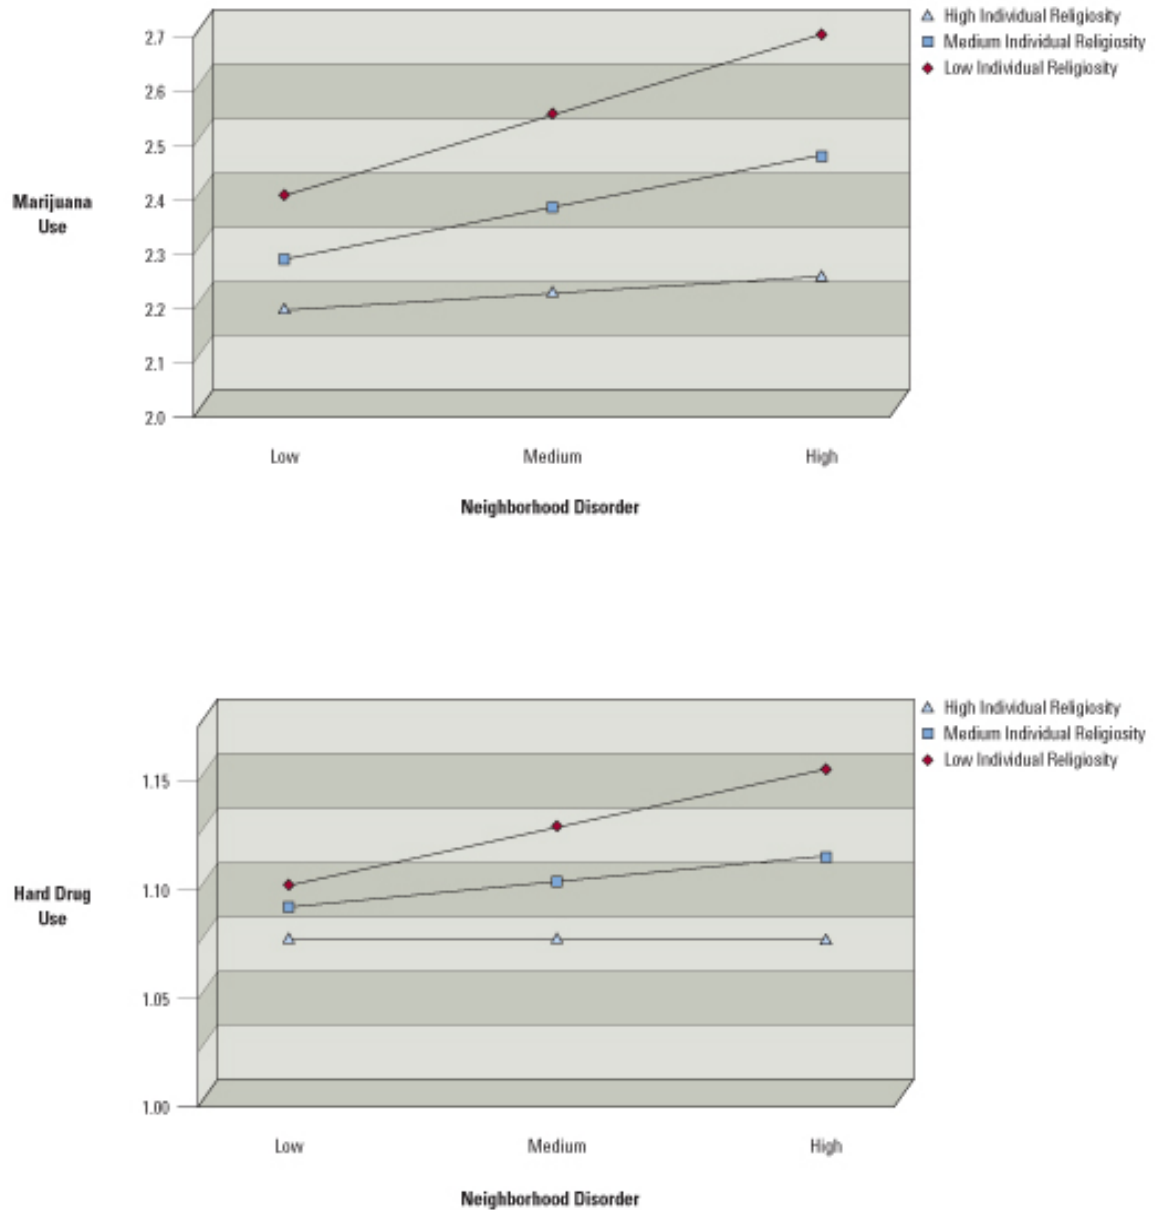 High Individual Religiosity
Medium Individual Religiosity
Low Individual Religiosity
2.7
2.6
2.5
2.4
2.3
2.2
2.1
2.0
Marijuana
Use
Low Medium High
Neighborhood Disorder
High Individual Religiosity
Medium Individual Religiosity
Low Individual Religiosity
1.15
1.10
1.05
1.00
Hard Drug
Use
Low Medium High
Neighborhood Disorder